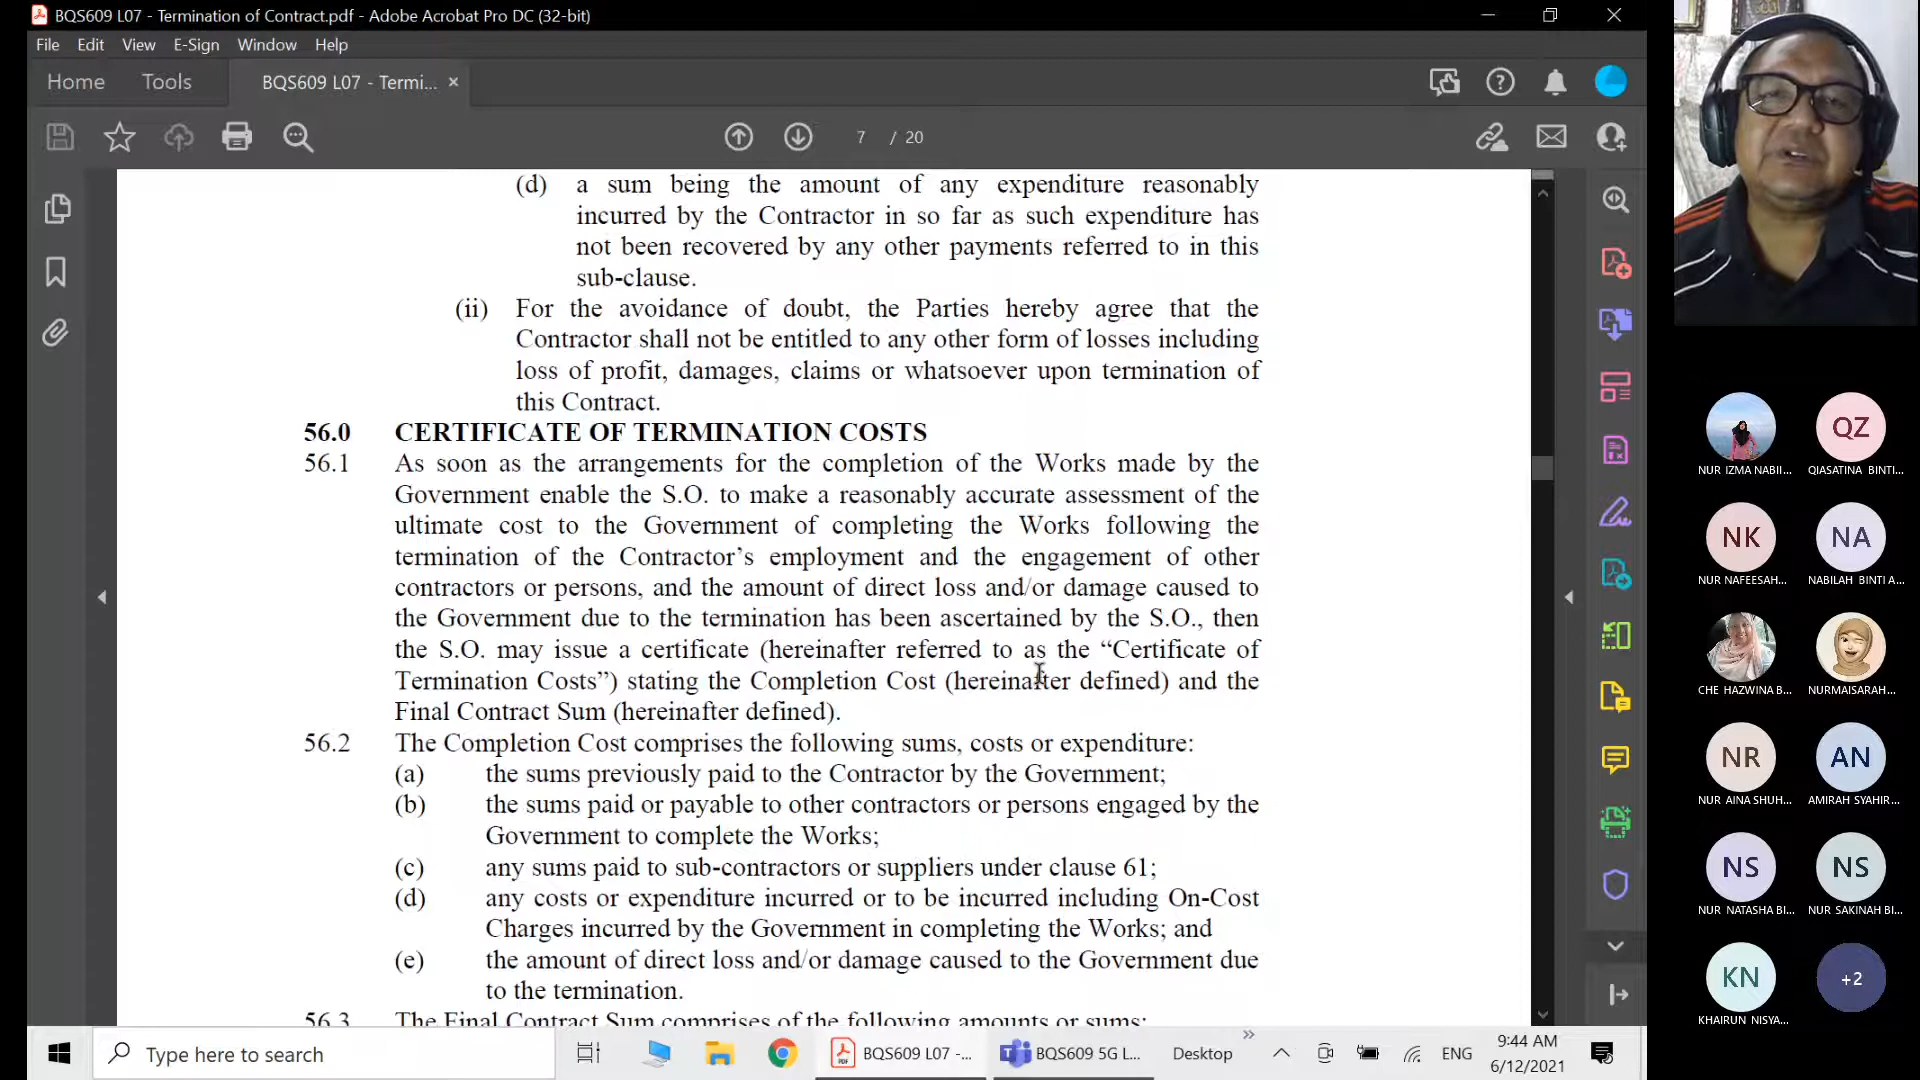 BQS609 L07 - Termination of Contract.pdf - Adobe Acrobat Pro DC (32-bit)
File Edit View E-Sign Window Help
Home Tools BQS609 L07 - Termi... ×
7 / 20
(d) a sum being the amount of any expenditure reasonably
incurred by the Contractor in so far as such expenditure has
not been recovered by any other payments referred to in this
sub-clause.
(ii) For the avoidance of doubt, the Parties hereby agree that the
Contractor shall not be entitled to any other form of losses including
loss of profit, damages, claims or whatsoever upon termination of
this Contract.
56.0 CERTIFICATE OF TERMINATION COSTS
56.1 As soon as the arrangements for the completion of the Works made by the
Government enable the S.O. to make a reasonably accurate assessment of the
ultimate cost to the Government of completing the Works following the
termination of the Contractor’s employment and the engagement of other
contractors or persons, and the amount of direct loss and/or damage caused to
the Government due to the termination has been ascertained by the S.O., then
the S.O. may issue a certificate (hereinafter referred to as the “Certificate of
Termination Costs”) stating the Completion Cost (hereinafter defined) and the
Final Contract Sum (hereinafter defined).
56.2 The Completion Cost comprises the following sums, costs or expenditure:
(a) the sums previously paid to the Contractor by the Government;
(b) the sums paid or payable to other contractors or persons engaged by the
Government to complete the Works;
(c) any sums paid to sub-contractors or suppliers under clause 61;
(d) any costs or expenditure incurred or to be incurred including On-Cost
Charges incurred by the Government in completing the Works; and
(e) the amount of direct loss and/or damage caused to the Government due
to the termination.
56.3 The Final Contract Sum comprises of the following amounts or sums:
QZ
NUR IZMA NABII... QIASATINA BINTI...
NK NA
NUR NAFEESAH... NABILAH BINTI A...
CHE HAZWINA B... NURMAISARAH...
NR AN
NUR AINA SHUH... AMIRAH SYAHIR...
NS NS
NUR NATASHA BI... NUR SAKINAH BI...
KN +2
KHAIRUN NISYA...
Type here to search
BQS609 L07 -...
BQS609 5G L...
Desktop
ENG
9:44 AM
6/12/2021